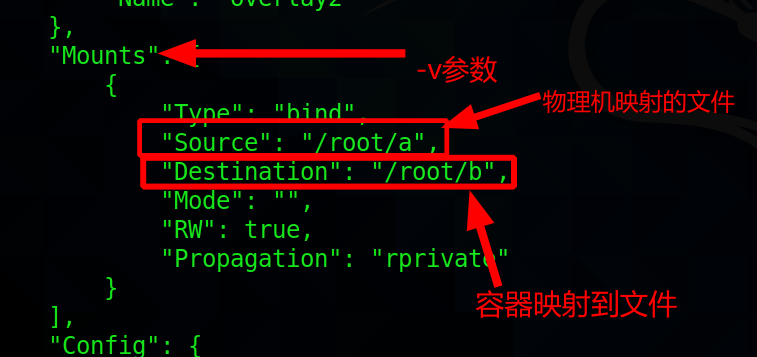 "Name": "overlay2"
},
"Mounts": [
-v参数
{
"Type": "bind",
物理机映射的文件
"Source": "/root/a",
"Destination": "/root/b",
"Mode": "",
"RW": true,
"Propagation": "rprivate"
}
容器映射到文件
],
"Config": {